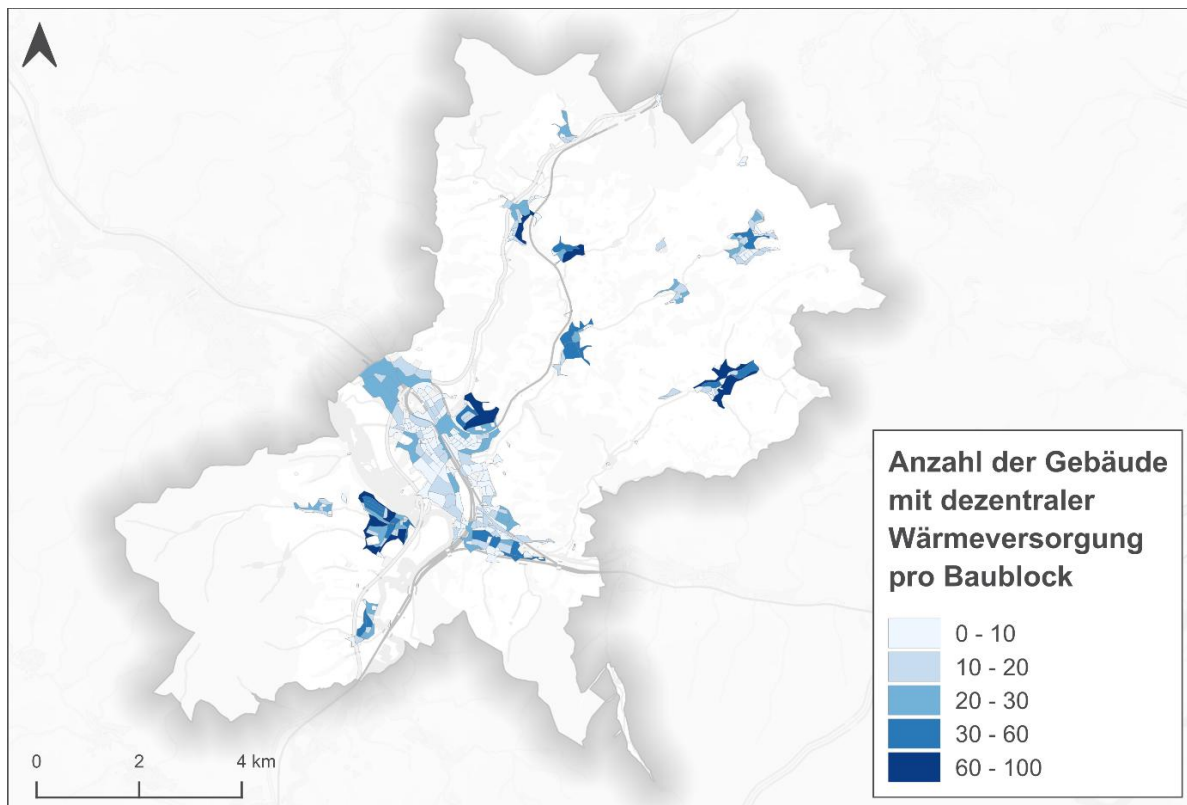 Anzahl der Gebäude
mit dezentraler
Wärmeversorgung
pro Baublock
0 - 10
10 - 20
20 - 30
30 - 60
60 - 100
0 2 4 km